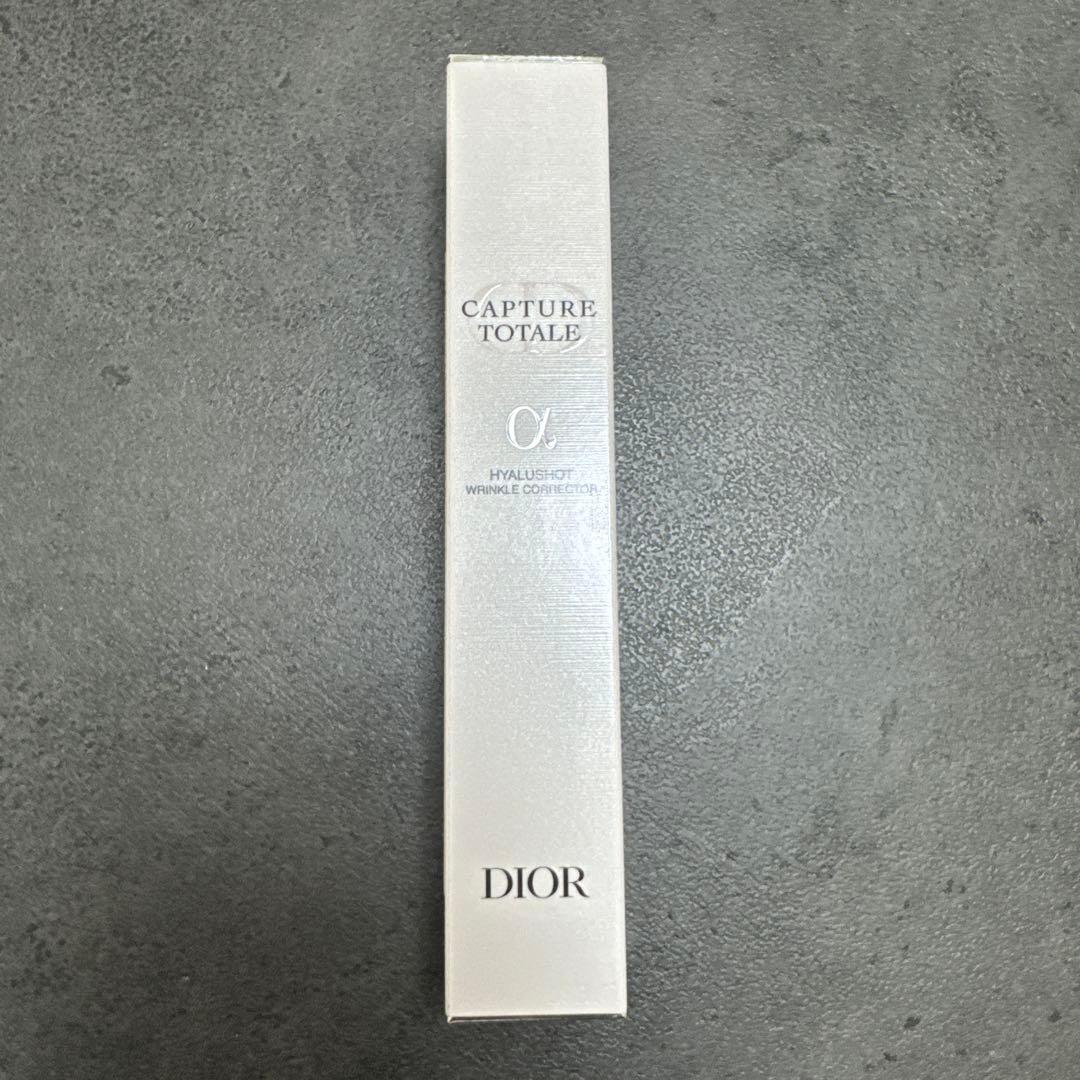 CAPTURE
TOTALE
α
HYALUSHOT
WRINKLE CORRECTOR
DIOR